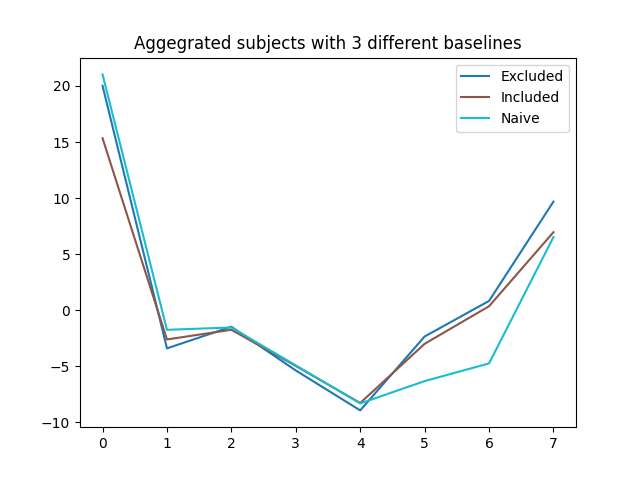 Aggegrated subjects with 3 different baselines
Excluded
Included
Naive
20
15
10
5
0
−5
−10
0 1 2 3 4 5 6 7